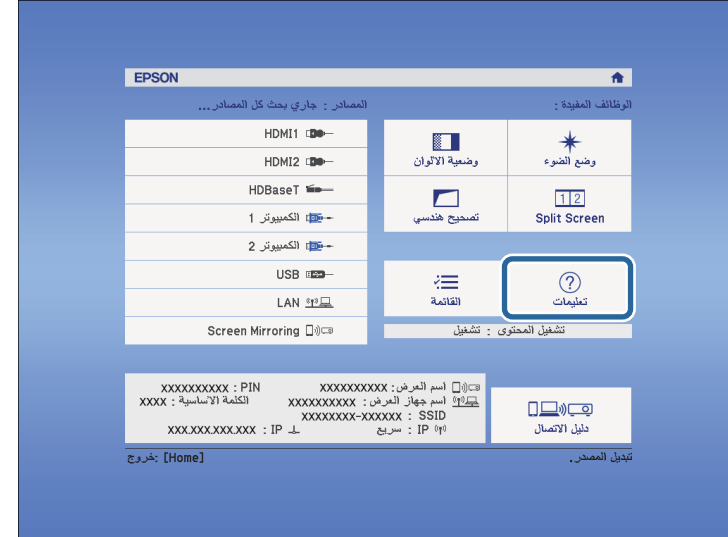 EPSON
الوظائف المفيدة :
المصادر : جاري بحث كل المصادر...
وضع الضوء
وضعية الالوان
1 2
Split Screen
تصحيح هندسي
تعليمات
القائمة
تشغيل المحتوى : تشغيل
HDMI1
HDMI2
HDBaseT
الكمبيوتر 1
الكمبيوتر 2
USB
LAN
Screen Mirroring
دليل الاتصال
اسم العرض: XXXXXXXXXX PIN : XXXXXXXXXX
اسم جهاز العرض: XXXXXXXXXX الكلمة الاساسية : XXXX
SSID : XXXXXXXX-XXXXXX
IP : سريع IP : XXX.XXX.XXX.XXX
تبديل المصدر.
[Home] :خروج